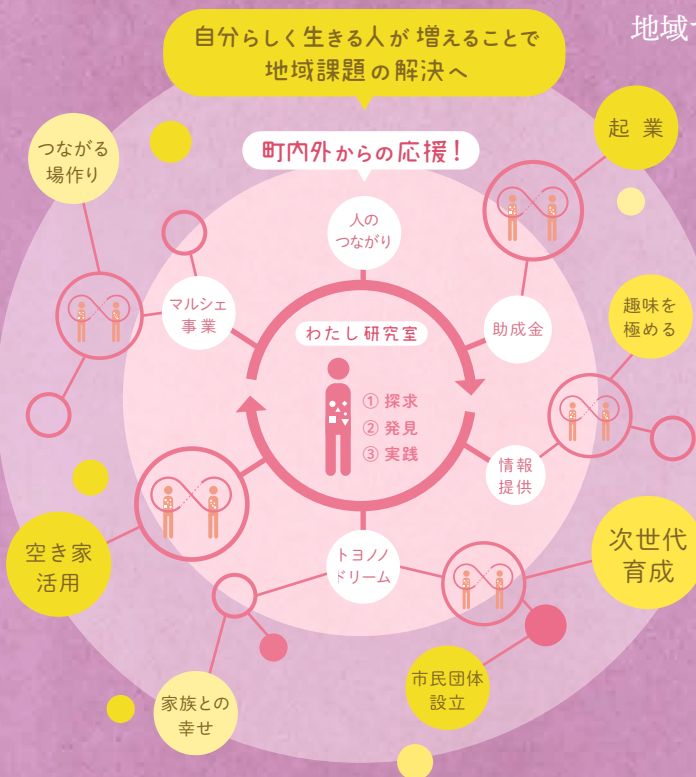 地域
自分らしく生きる人が増えることで
地域課題の解決へ
起業
つながる
場作り
町内外からの応援！
人の
つながり
マルシェ
事業
わたし研究室
助成金
趣味を
極める
① 探求
② 発見
③ 実践
情報
提供
空き家
活用
トヨノノ
ドリーム
次世代
育成
家族との
幸せ
市民団体
設立